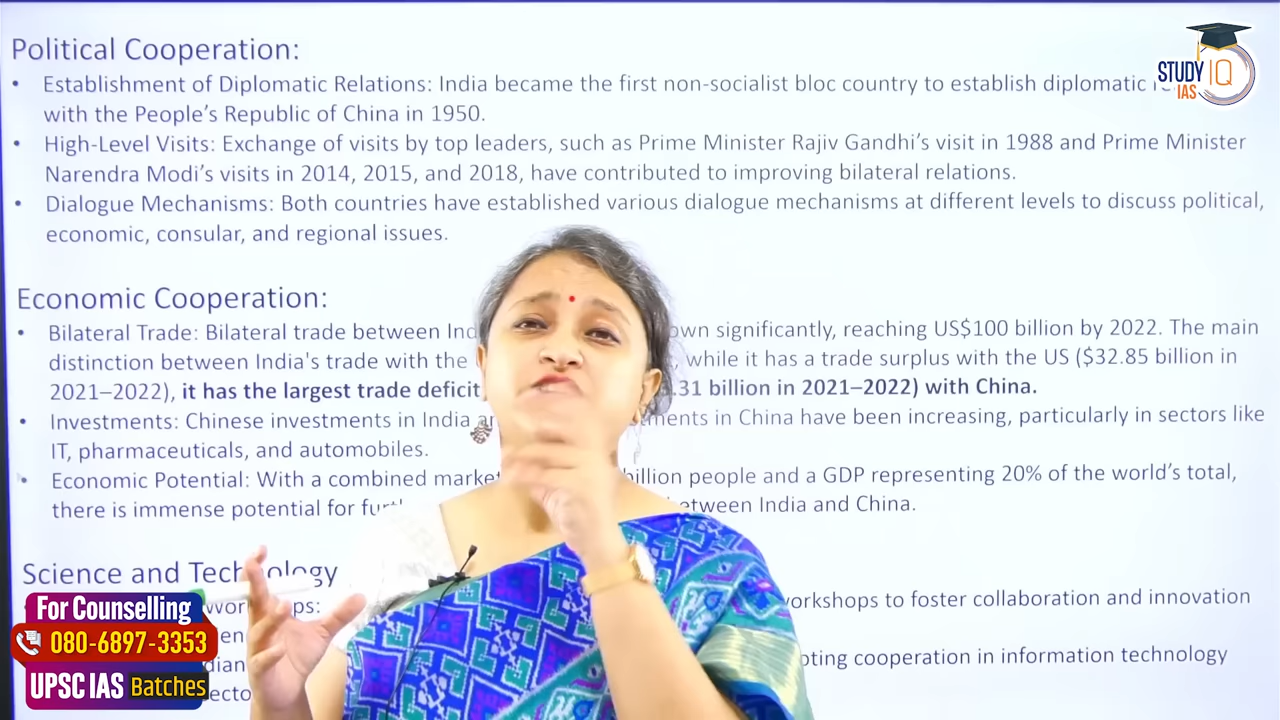 Political Cooperation:
• Establishment of Diplomatic Relations: India became the first non-socialist bloc country to establish diplomatic
with the People's Republic of China in 1950.
• High-Level Visits: Exchange of visits by top leaders, such as Prime Minister Rajiv Gandhi's visit in 1988 and Prime Minister
Narendra Modi's visits in 2014, 2015, and 2018, have contributed to improving bilateral relations.
• Dialogue Mechanisms: Both countries have established various dialogue mechanisms at different levels to discuss political,
economic, consular, and regional issues.
Economic Cooperation:
• Bilateral Trade: Bilateral trade between significantly, reaching US$100 billion by 2022. The main
distinction between India's trade with the while it has a trade surplus with the US ($32.85 billion in
2021–2022), it has the largest trade deficit .31 billion in 2021–2022) with China.
• Investments: Chinese investments in India in China have been increasing, particularly in sectors like
IT, pharmaceuticals, and automobiles.
• Economic Potential: With a combined market people and a GDP representing 20% of the world's total,
there is immense potential for between India and China.
Science and Technology
workshops to foster collaboration and innovation
cooperation in information technology
STUDY IQ
IAS
For Counselling
080-6897-3353
UPSC IAS Batches